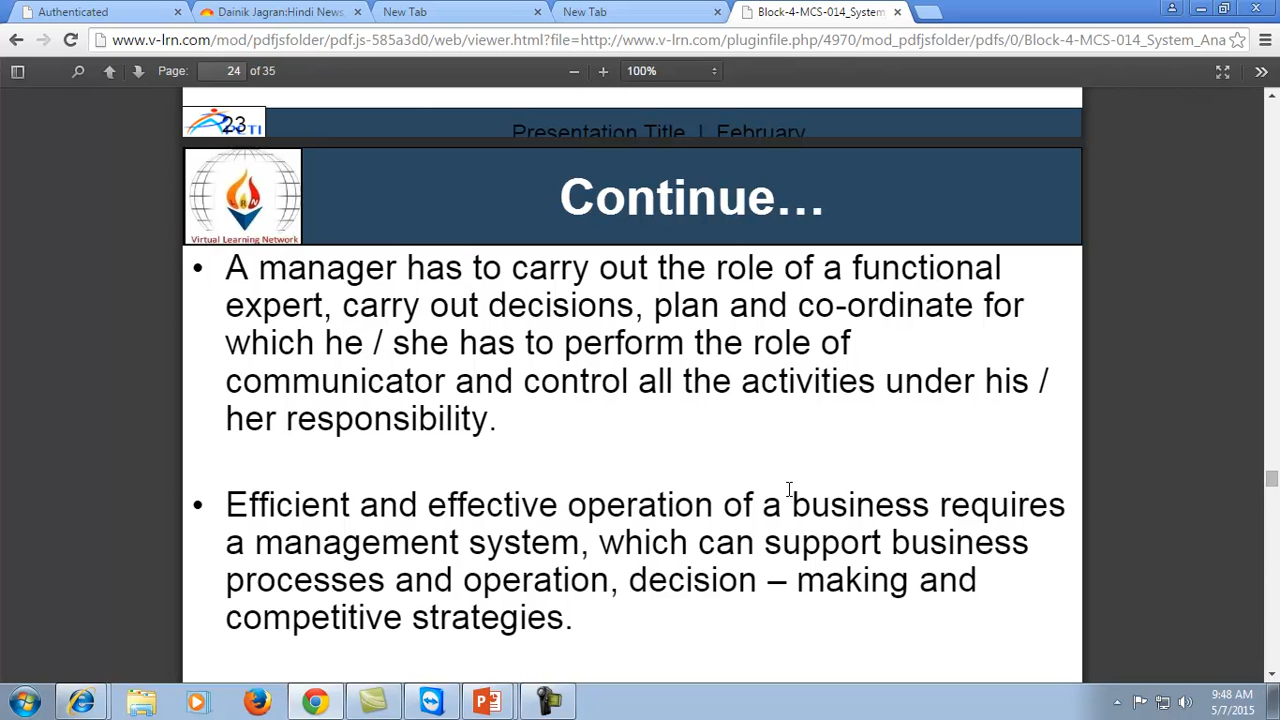 Authenticated
Dainik Jagran:Hindi News,
New Tab
New Tab
Block-4-MCS-014_System_
www.v-lrn.com/mod/pdfjsfolder/pdf.js-585a3d0/web/viewer.html?file=http://www.v-lrn.com/pluginfile.php/4970/mod_pdfjsfolder/pdfs/0/Block-4-MCS-014_System_Ana
Page: 24 of 35
100%
23
Presentation Title | February
Continue…
Virtual Learning Network
• A manager has to carry out the role of a functional
expert, carry out decisions, plan and co-ordinate for
which he / she has to perform the role of
communicator and control all the activities under his /
her responsibility.
• Efficient and effective operation of a business requires
a management system, which can support business
processes and operation, decision – making and
competitive strategies.
9:48 AM
5/7/2015